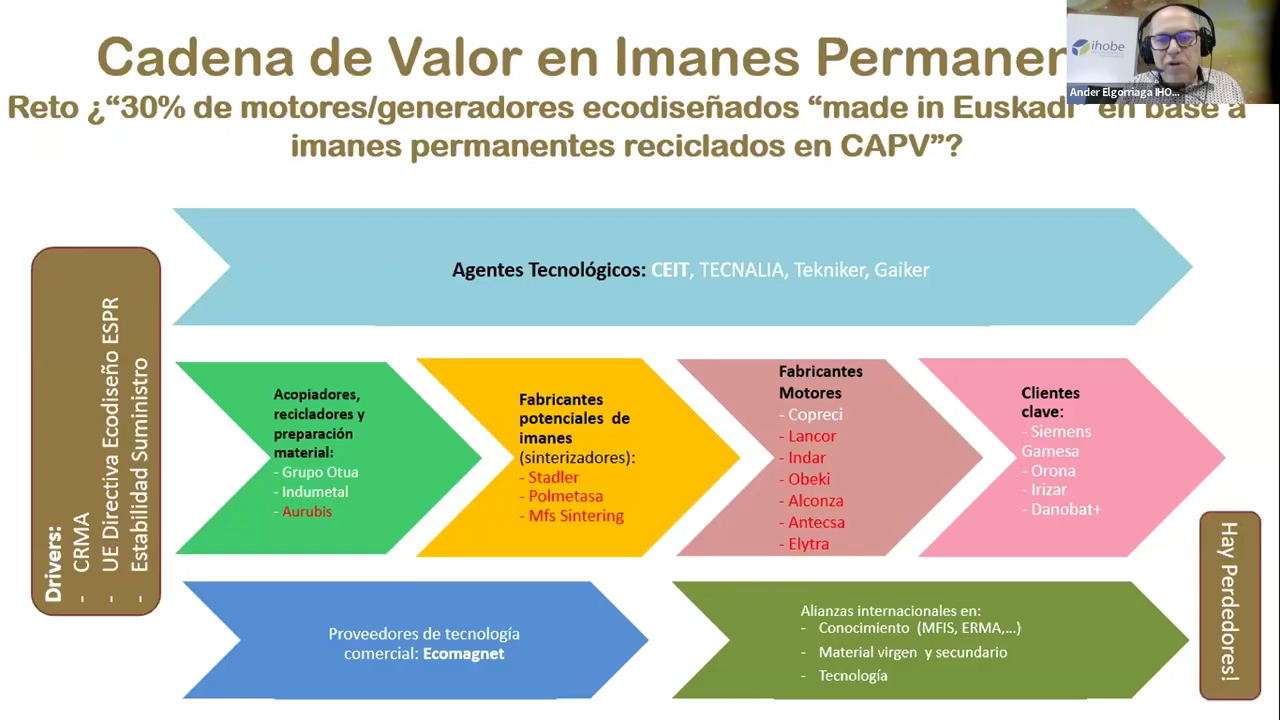 Cadena de Valor en Imanes Permanen
Reto ¿“30% de motores/generadores ecodiseñados “made in Euskadi” en base a
imanes permanentes reciclados en CAPV”?
ihobe
Ander Elgorriaga IHO...
Agentes Tecnológicos: CEIT, TECNALIA, Tekniker, Gaiker
Drivers:
- CRMA
- UE Directiva Ecodiseño ESPR
- Estabilidad Suministro
Acopiadores,
recicladores y
preparación
material:
- Grupo Otua
- Indumetal
- Aurubis
Fabricantes
potenciales de
imanes
(sinterizadores):
- Stadler
- Polmetasa
- Mfs Sintering
Fabricantes
Motores
- Copreci
- Lancor
- Indar
- Obeki
- Alconza
- Antecsa
- Elytra
Clientes
clave:
- Siemens
Gamesa
- Orona
- Irizar
- Danobat+
Hay Perdedores!
Proveedores de tecnología
comercial: Ecomagnet
Alianzas internacionales en:
- Conocimiento (MFIS, ERMA,...)
- Material virgen y secundario
- Tecnología